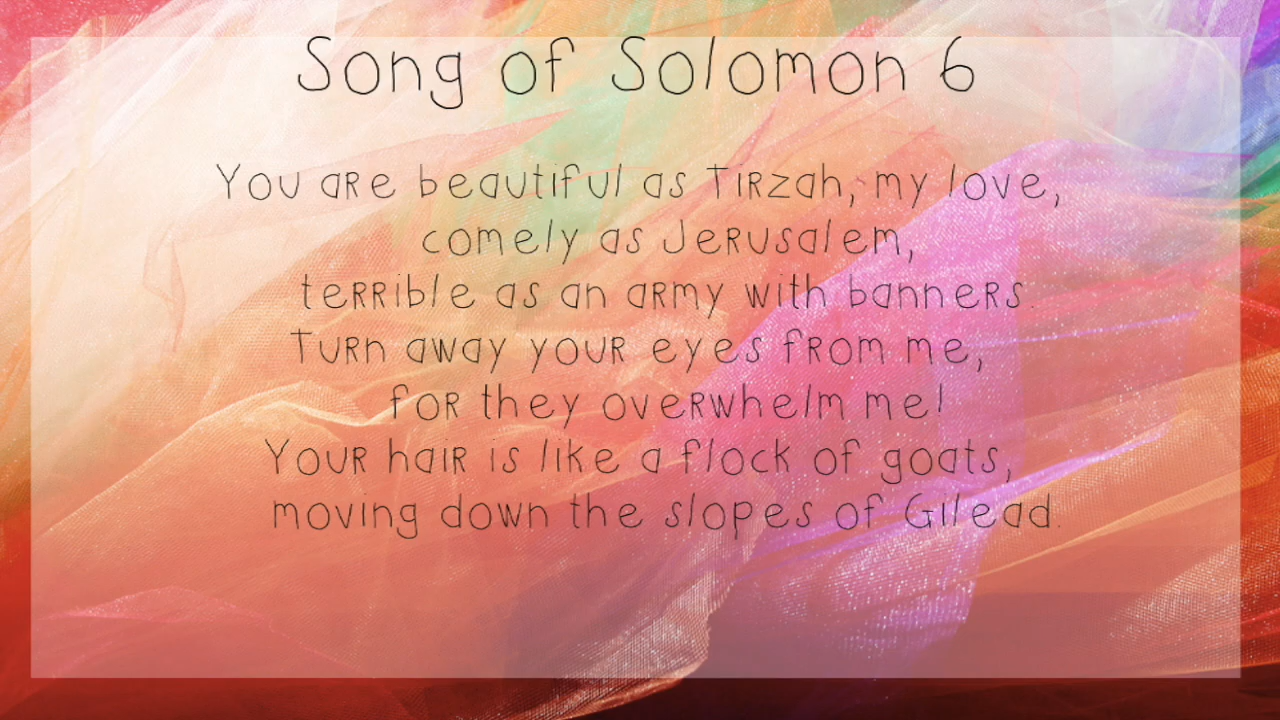 Song of Solomon 6
You are beautiful as Tirzah, my love,
comely as Jerusalem,
terrible as an army with banners.
Turn away your eyes from me,
for they overwhelm me!
Your hair is like a flock of goats,
moving down the slopes of Gilead.